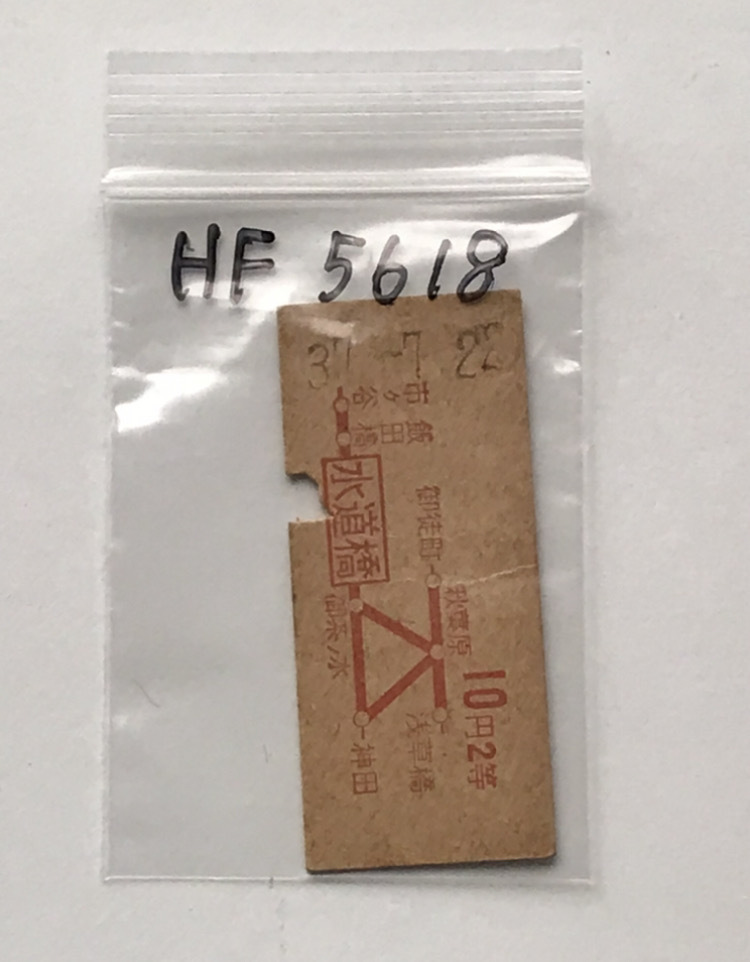 HF 5618
37 -7 22
市ヶ谷
飯田橋
水道橋
御徒町
御茶ノ水
秋葉原
浅草橋
神田
10円2等